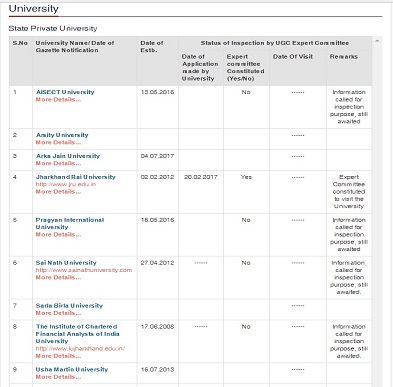 University
State Private University
S.No University Name/ Date of Date of Status of Inspection by UGC Expert Committee
Gazette Notification Estb.
Date of Expert Date Of Visit Remarks
Application committee
made by Constituted
University (Yes/No)
1 AISECT University 13.05.2016 No ------ Information
More Details... called for
inspection
purpose, still
awaited
2 Amity University ------
More Details...
3 Arka Jain University 04.07.2017 ------
More Details...
4 Jharkhand Rai University 02.02.2012 20.02.2017 Yes ------ Expert
http://www.jru.edu.in Committee
More Details... constituted
to visit the
University
5 Pragyan International 16.05.2016 No ------ Information
University called for
More Details... inspection
purpose, still
awaited
6 Sai Nath University 27.04.2012 ------ No ------ Information,
http://www.sainathuniversity.com called for
More Details... inspection
purpose, still
awaited.
7 Sarla Birla University ------
More Details...
8 The Institute of Chartered 17.06.2008 ------ No ------ Information
Financial Analysts of India called for
University inspection
http://www.iujharkhand.edu.in/ purpose, still
More Details... awaited.
9 Usha Martin University 16.07.2013 ------
More Details...